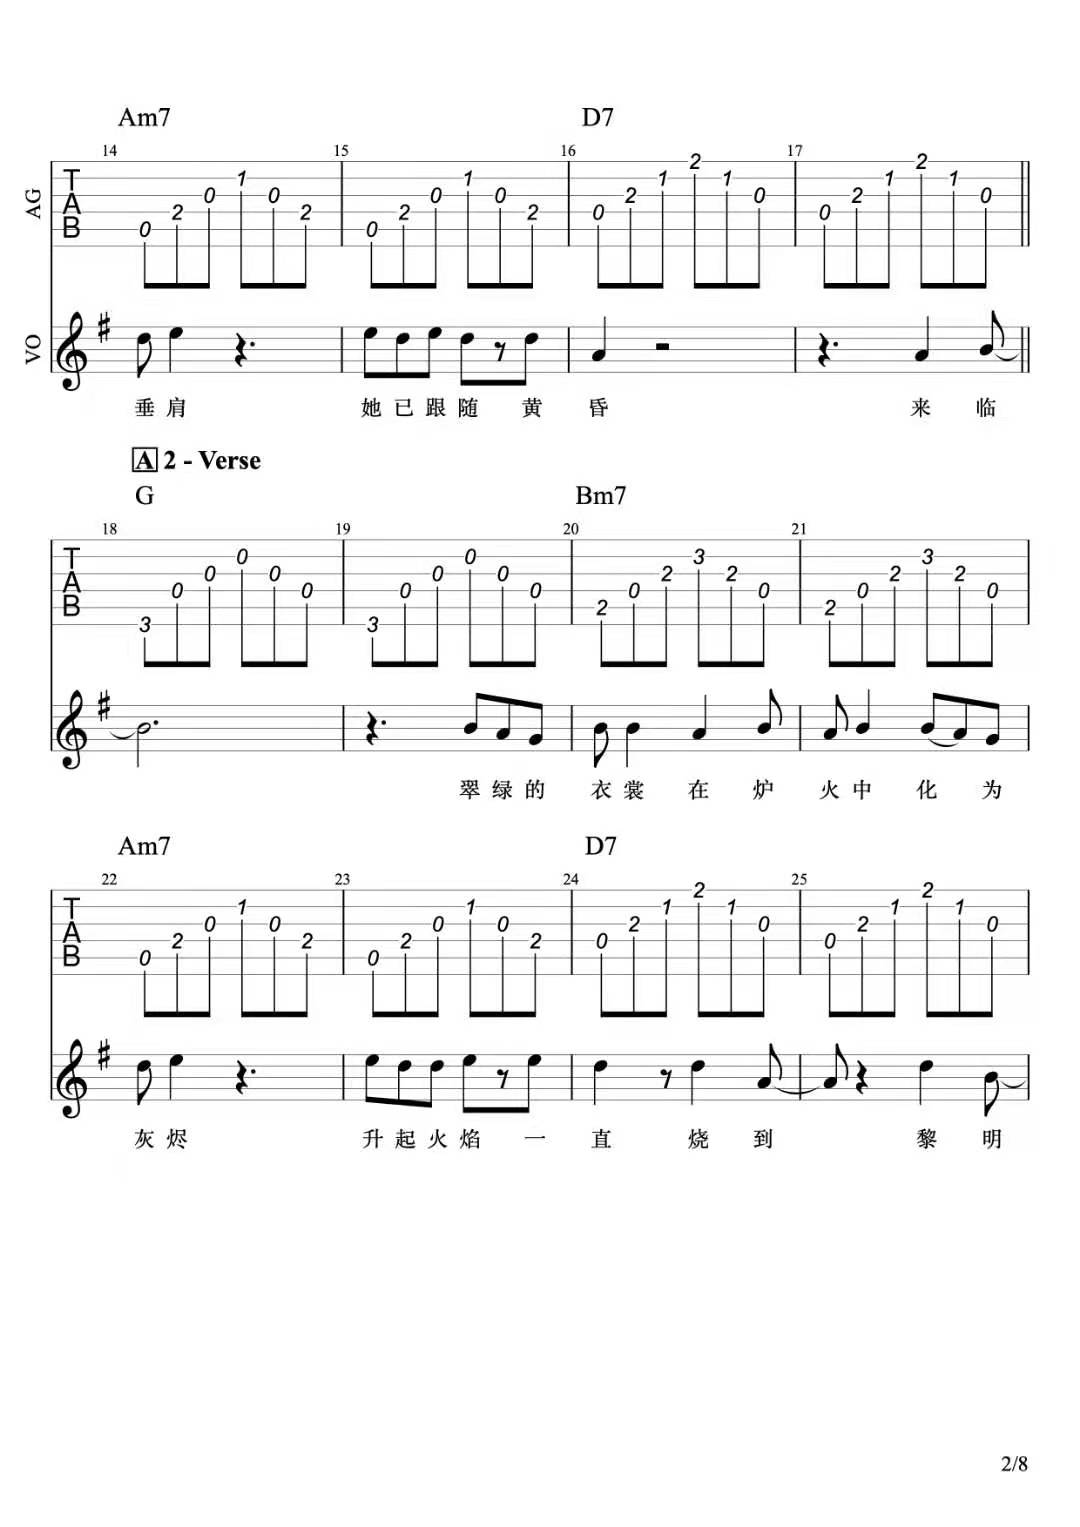 Am7 D7
14 15 16 17
AG TAB 0 2 0 1 0 2 0 2 0 1 0 2 0 2 1 2 1 0 0 2 1 2 1 0
VO
垂 肩 她 已 跟 随 黄 昏 来 临
A 2 - Verse
G Bm7
18 19 20 21
TAB 3 0 0 0 0 0 3 0 0 0 0 0 2 0 2 3 2 0 2 0 2 3 2 0
翠 绿 的 衣 裳 在 炉 火 中 化 为
Am7 D7
22 23 24 25
TAB 0 2 0 1 0 2 0 2 0 1 0 2 0 2 1 2 1 0 0 2 1 2 1 0
灰 烬 升 起 火 焰 一 直 烧 到 黎 明
2/8